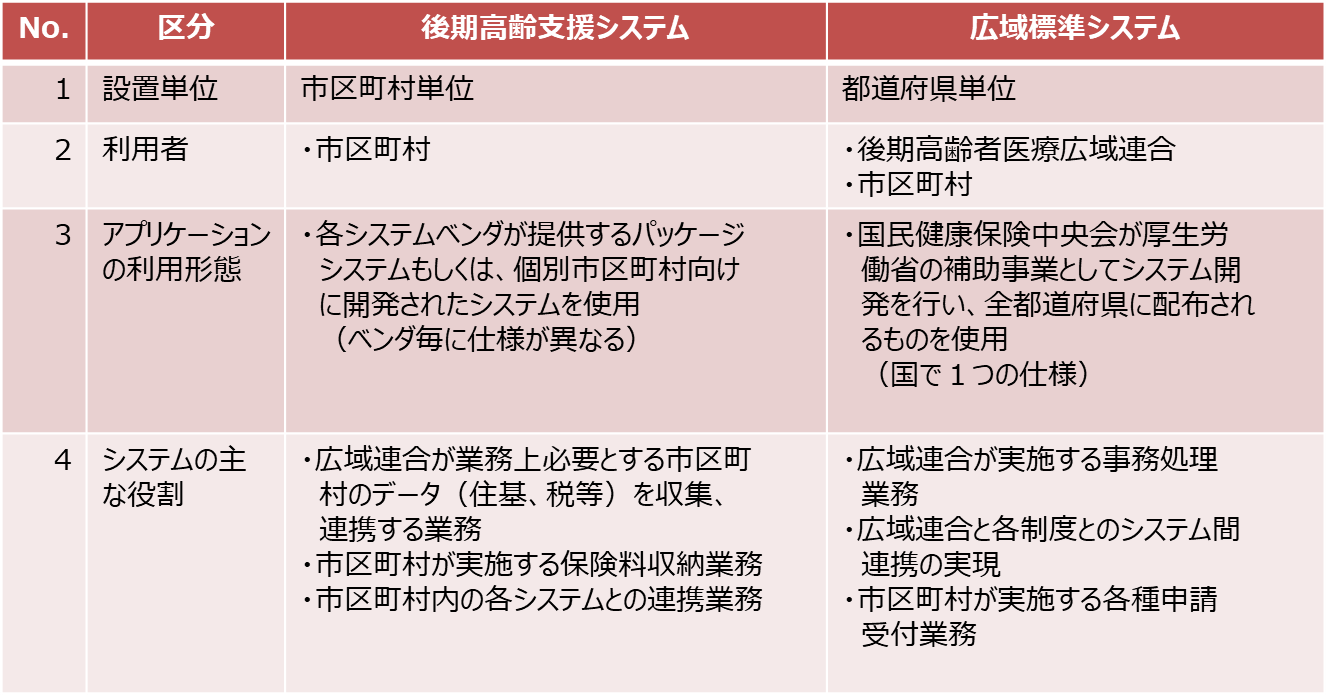 No. 区分 後期高齢支援システム 広域標準システム
1 設置単位 市区町村単位 都道府県単位
2 利用者 ・市区町村 ・後期高齢者医療広域連合
・市区町村
3 アプリケーション
の利用形態
・各システムベンダが提供するパッケージ
システムもしくは、個別市区町村向け
に開発されたシステムを使用
（ベンダ毎に仕様が異なる）
・国民健康保険中央会が厚生労
働省の補助事業としてシステム開
発を行い、全都道府県に配布され
るものを使用
（国で１つの仕様）
4 システムの主
な役割
・広域連合が業務上必要とする市区町
村のデータ（住基、税等）を収集、
連携する業務
・市区町村が実施する保険料収納業務
・市区町村内の各システムとの連携業務
・広域連合が実施する事務処理
業務
・広域連合と各制度とのシステム間
連携の実現
・市区町村が実施する各種申請
受付業務